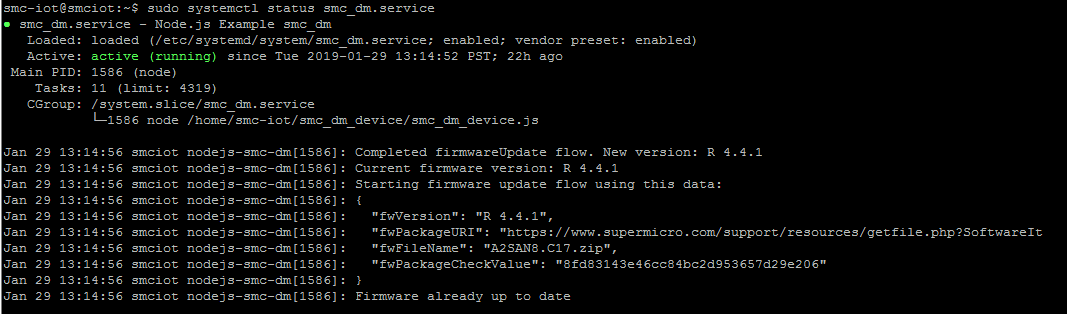 smc-iot@smciot:~$ sudo systemctl status smc_dm.service
● smc_dm.service - Node.js Example smc_dm
   Loaded: loaded (/etc/systemd/system/smc_dm.service; enabled; vendor preset: enabled)
   Active: active (running) since Tue 2019-01-29 13:14:52 PST; 22h ago
 Main PID: 1586 (node)
    Tasks: 11 (limit: 4319)
   CGroup: /system.slice/smc_dm.service
           └─1586 node /home/smc-iot/smc_dm_device/smc_dm_device.js

Jan 29 13:14:56 smciot nodejs-smc-dm[1586]: Completed firmwareUpdate flow. New version: R 4.4.1
Jan 29 13:14:56 smciot nodejs-smc-dm[1586]: Current firmware version: R 4.4.1
Jan 29 13:14:56 smciot nodejs-smc-dm[1586]: Starting firmware update flow using this data:
Jan 29 13:14:56 smciot nodejs-smc-dm[1586]: {
Jan 29 13:14:56 smciot nodejs-smc-dm[1586]:   "fwVersion": "R 4.4.1",
Jan 29 13:14:56 smciot nodejs-smc-dm[1586]:   "fwPackageURI": "https://www.supermicro.com/support/resources/getfile.php?SoftwareIt
Jan 29 13:14:56 smciot nodejs-smc-dm[1586]:   "fwFileName": "A2SAN8.C17.zip",
Jan 29 13:14:56 smciot nodejs-smc-dm[1586]:   "fwPackageCheckValue": "8fd83143e46cc84bc2d953657d29e206"
Jan 29 13:14:56 smciot nodejs-smc-dm[1586]: }
Jan 29 13:14:56 smciot nodejs-smc-dm[1586]: Firmware already up to date